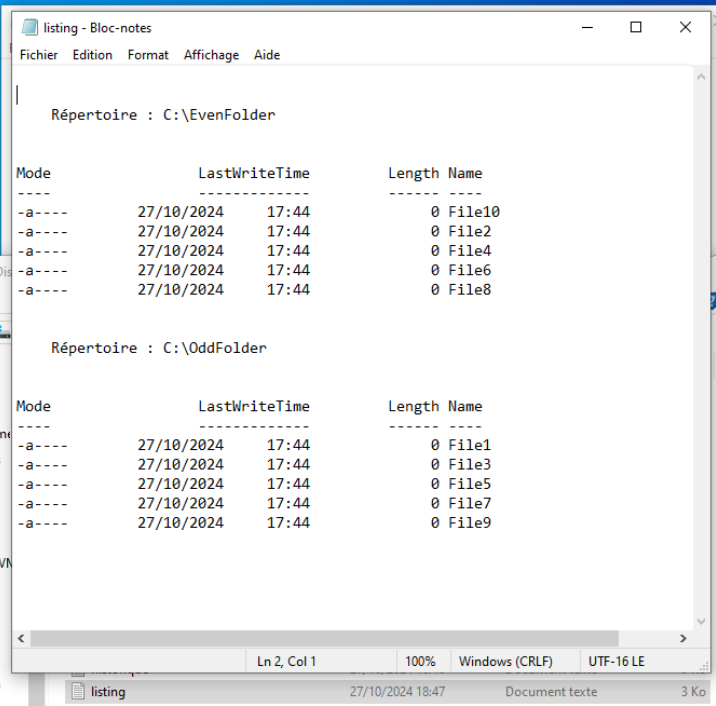 listing - Bloc-notes
Fichier Edition Format Affichage Aide
Répertoire : C:\EvenFolder
Mode LastWriteTime Length Name
---- ------------- ------ ----
-a---- 27/10/2024 17:44 0 File10
-a---- 27/10/2024 17:44 0 File2
-a---- 27/10/2024 17:44 0 File4
-a---- 27/10/2024 17:44 0 File6
-a---- 27/10/2024 17:44 0 File8
Répertoire : C:\OddFolder
Mode LastWriteTime Length Name
---- ------------- ------ ----
-a---- 27/10/2024 17:44 0 File1
-a---- 27/10/2024 17:44 0 File3
-a---- 27/10/2024 17:44 0 File5
-a---- 27/10/2024 17:44 0 File7
-a---- 27/10/2024 17:44 0 File9
Ln 2, Col 1 100% Windows (CRLF) UTF-16 LE
listing 27/10/2024 18:47 Document texte 3 Ko